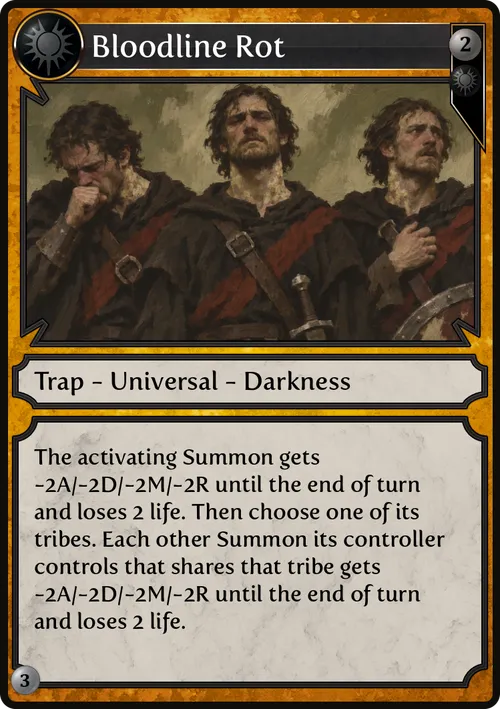 Bloodline Rot
2
Trap - Universal - Darkness
The activating Summon gets
-2A/-2D/-2M/-2R until the end of turn
and loses 2 life. Then choose one of its
tribes. Each other Summon its controller
controls that shares that tribe gets
-2A/-2D/-2M/-2R until the end of turn
and loses 2 life.
3